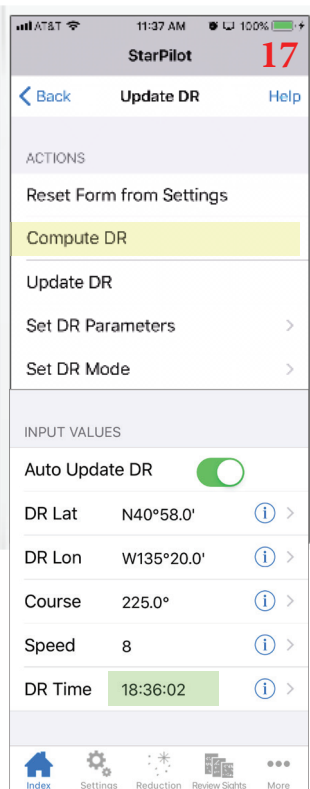 AT&T 11:37 AM 100%
StarPilot 17
Back Update DR Help
ACTIONS
Reset Form from Settings
Compute DR
Update DR
Set DR Parameters
Set DR Mode
INPUT VALUES
Auto Update DR
DR Lat N40°58.0'
DR Lon W135°20.0'
Course 225.0°
Speed 8
DR Time 18:36:02
Index Settings Reduction Review Sights More